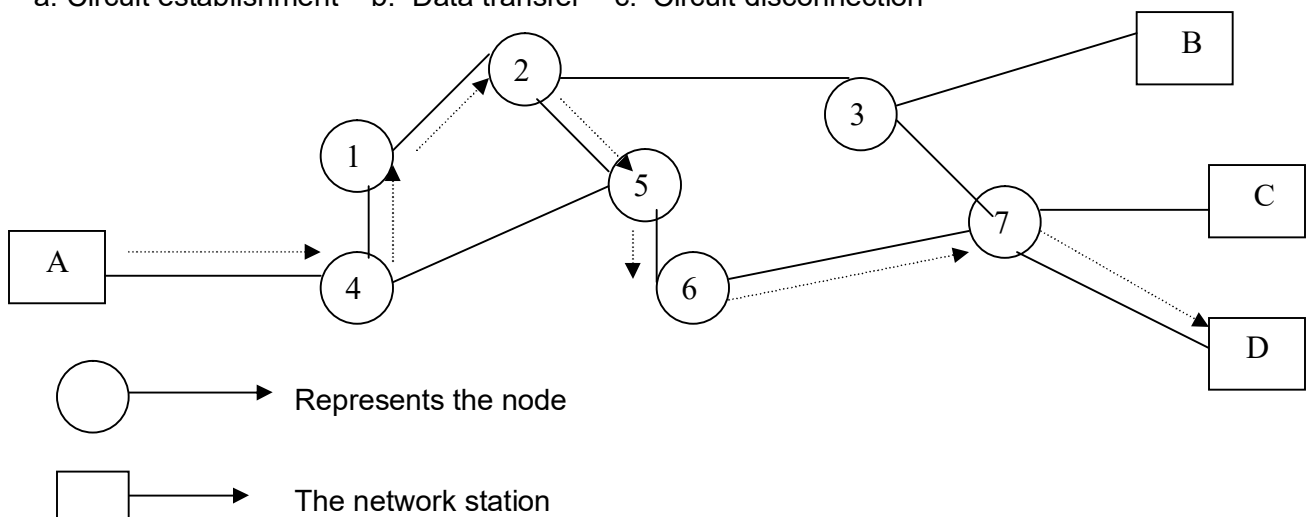 a. Circuit establishment b. Data transfer c. Circuit disconnection
B
2
3
1
5
C
7
A
4
6
D
Represents the node
The network station